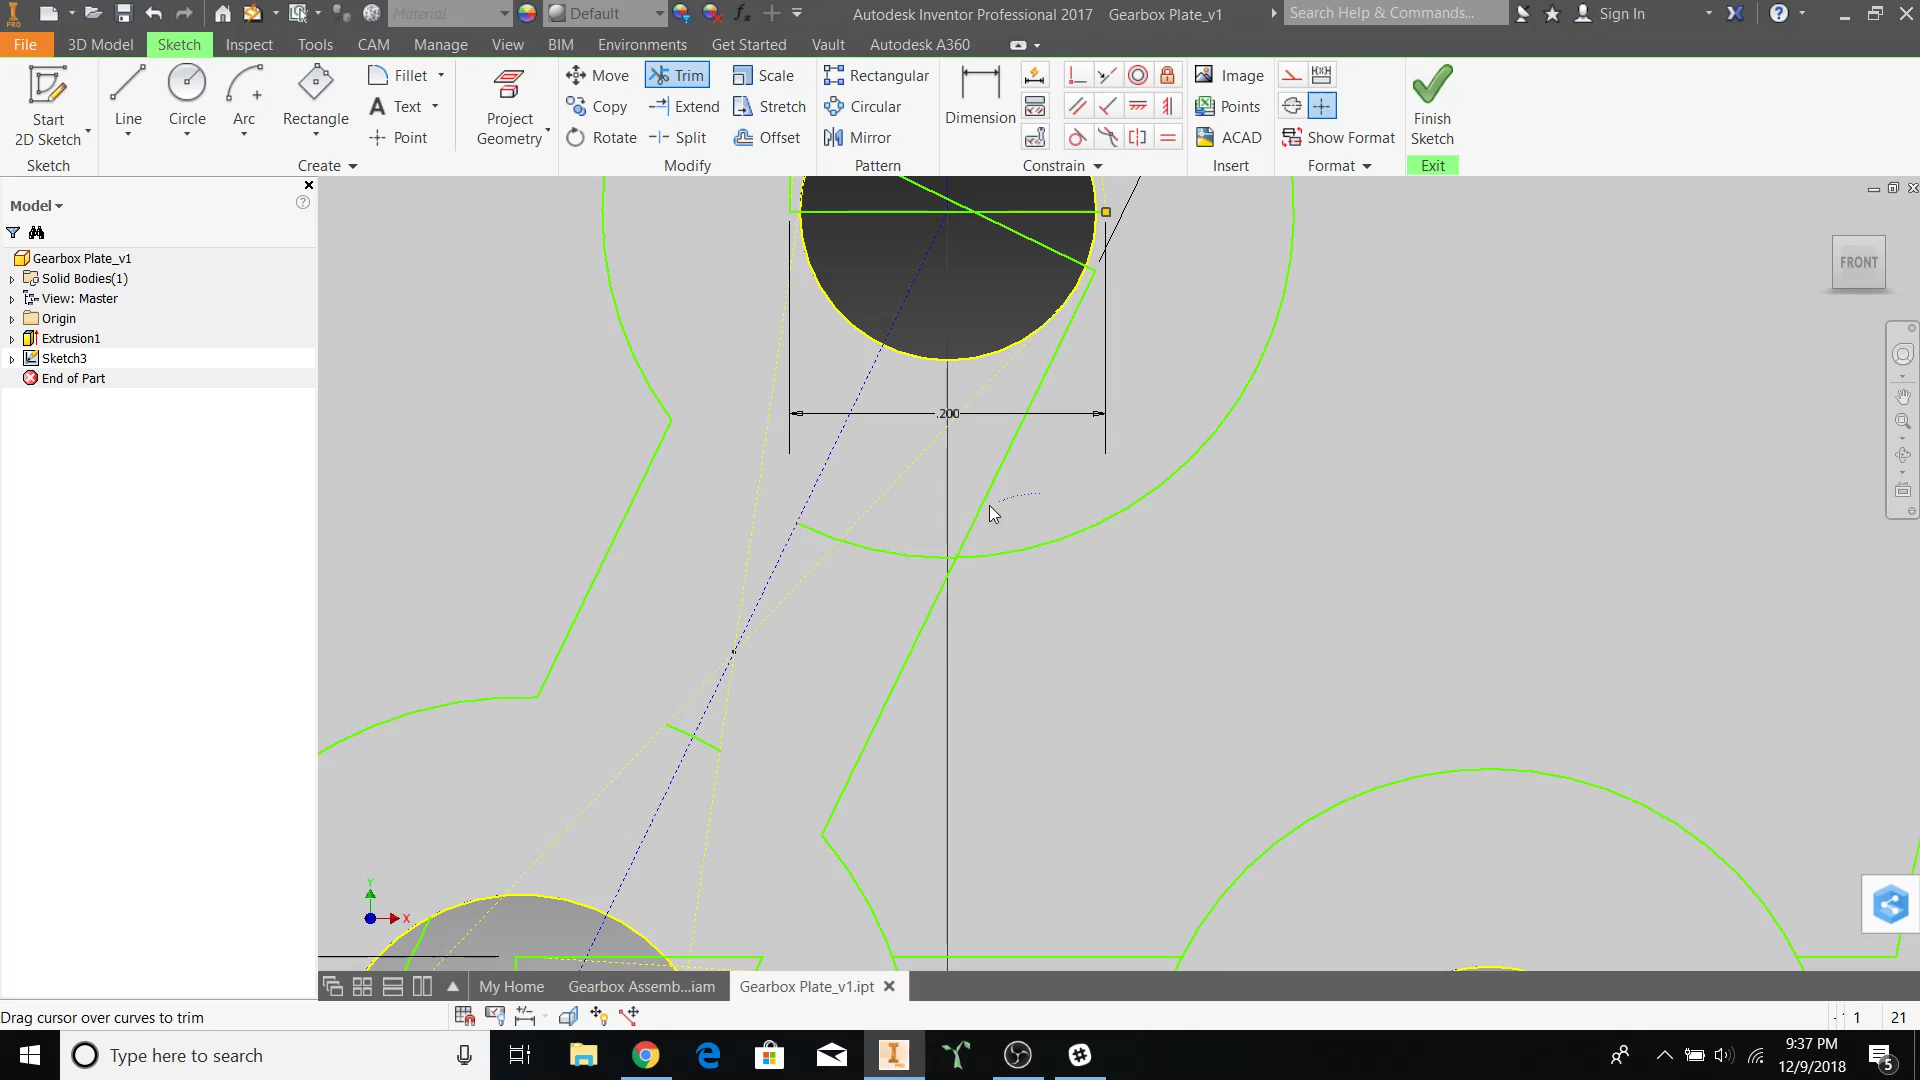 PRO
Material
Default
Autodesk Inventor Professional 2017 Gearbox Plate_v1
Search Help & Commands...
Sign In
File 3D Model Sketch Inspect Tools CAM Manage View BIM Environments Get Started Vault Autodesk A360
Start
2D Sketch
Line
Circle
Arc
Rectangle
Fillet
Text
Point
Project
Geometry
Move
Copy
Rotate
Trim
Extend
Split
Scale
Stretch
Offset
Rectangular
Circular
Mirror
Dimension
Image
Points
ACAD
Show Format
Finish
Sketch
Sketch Create Modify Pattern Constrain Insert Format Exit
Model
Gearbox Plate_v1
Solid Bodies(1)
View: Master
Origin
Extrusion1
Sketch3
End of Part
FRONT
.200
Y
X
My Home Gearbox Assemb...iam Gearbox Plate_v1.ipt
Drag cursor over curves to trim
1 21
Type here to search
9:37 PM
12/9/2018
5